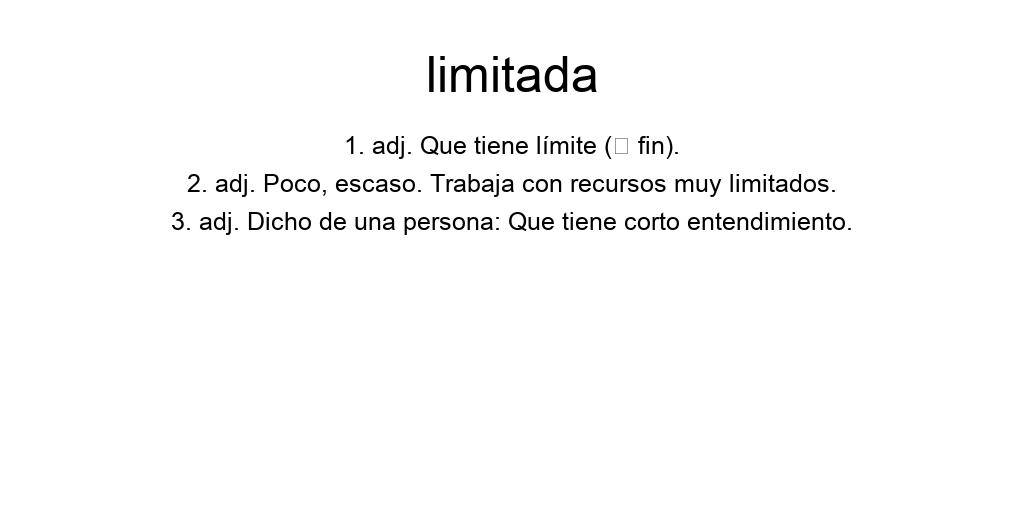 limitada
1. adj. Que tiene límite (□ fin).
2. adj. Poco, escaso. Trabaja con recursos muy limitados.
3. adj. Dicho de una persona: Que tiene corto entendimiento.